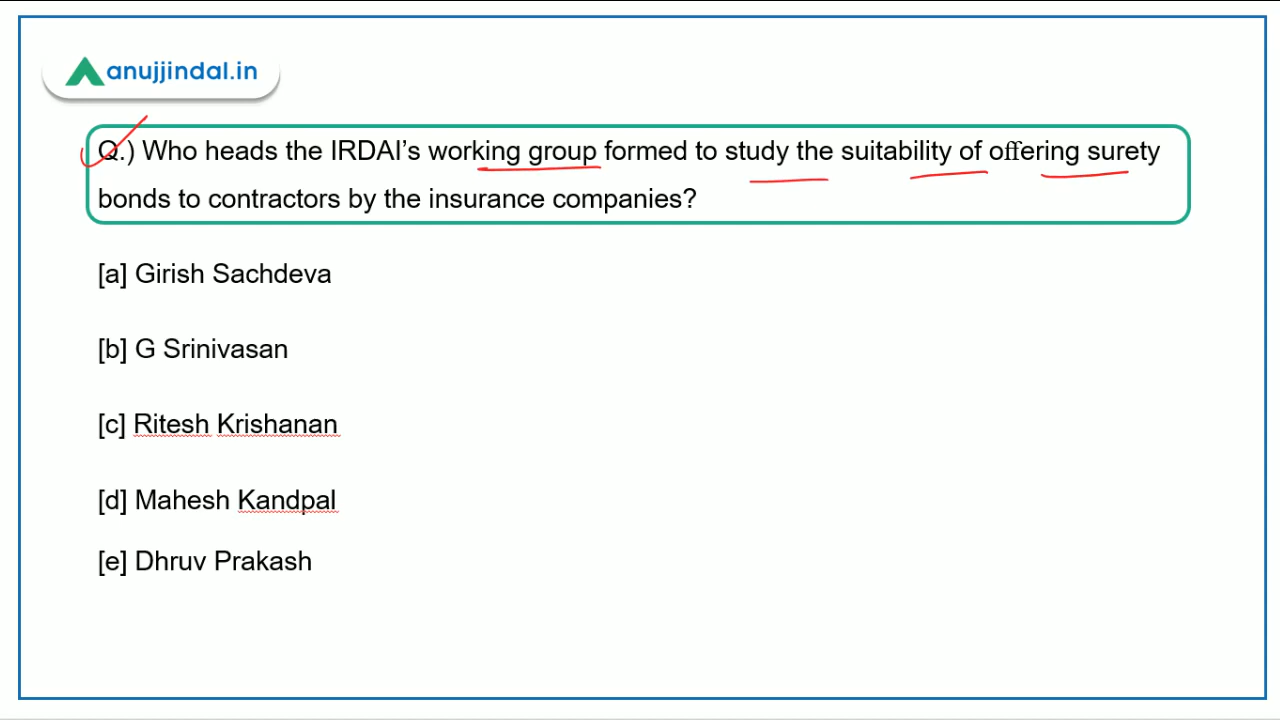 anujjindal.in
Q.) Who heads the IRDAI’s working group formed to study the suitability of offering surety
bonds to contractors by the insurance companies?
[a] Girish Sachdeva
[b] G Srinivasan
[c] Ritesh Krishanan
[d] Mahesh Kandpal
[e] Dhruv Prakash